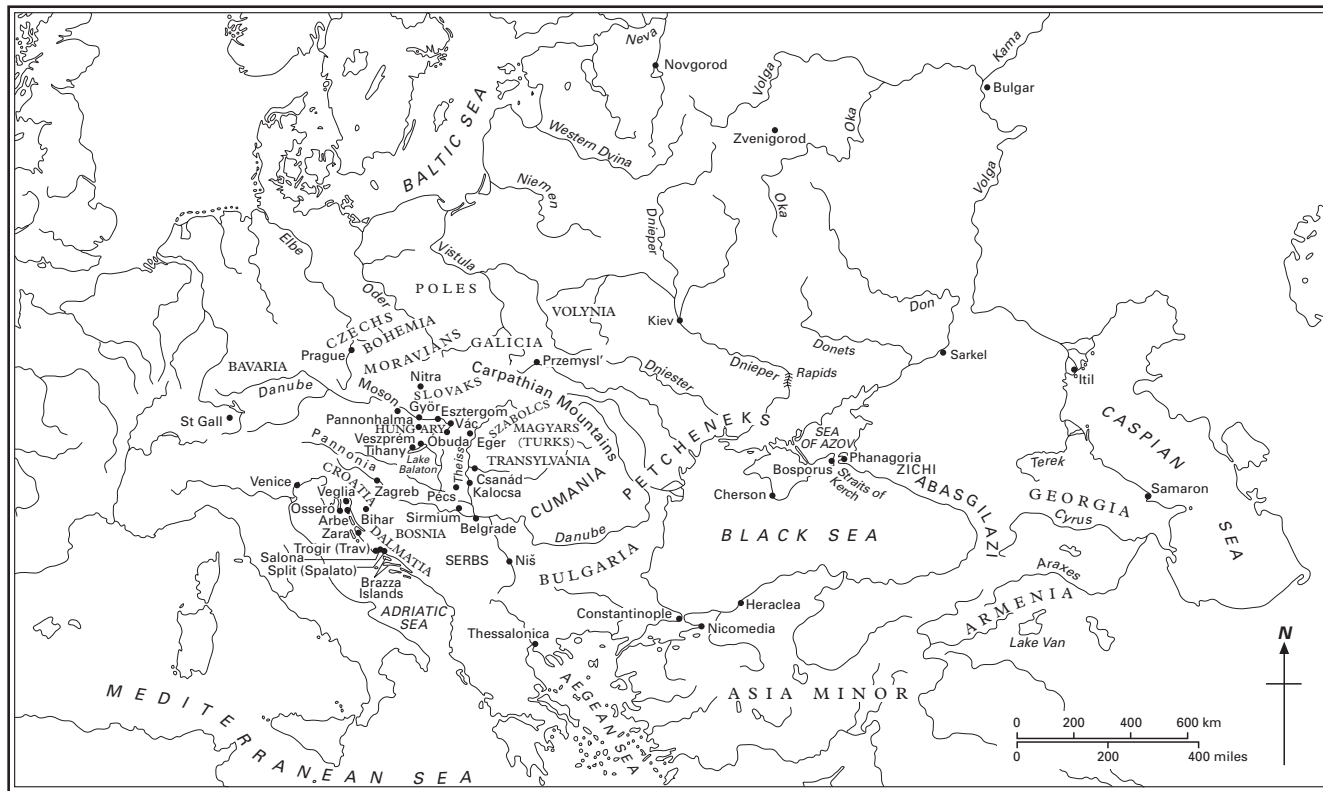 Neva
Novgorod
Volga
Kama
Bulgar
Zvenigorod
Oka
Western Dvina
BALTIC SEA
Niemen
Oka
Volga
Dnieper
Elbe
Vistula
Oder
POLES
VOLYNIA
Don
Kiev
CZECHS
BOHEMIA
MORAVIANS
GALICIA
Donets
Prague
Przemysl'
Sarkel
BAVARIA
Dnieper
Rapids
Itil
Danube
Nitra
SLOVAKS
Carpathian Mountains
Dniester
Moson
Györ
Esztergom
St Gall
Pannonhalma
Vác
SZABOLCS
HUNGARY
MAGYARS
(TURKS)
PETCHENEKS
SEA
OF AZOV
CASPIAN SEA
Veszprém
Óbuda
Eger
Tihany
Lake
Balaton
Theiss
TRANSYLVANIA
Phanagoria
Bosporus
ZICHI
Terek
Pannonia
Straits of
Kerch
ABASGILAZI
Csanád
CROATIA
Venice
Zagreb
Pécs
Kalocsa
CUMANIA
Cherson
Samaron
Veglia
GEORGIA
Ossero
Arbe
Bihar
Sirmium
Belgrade
Cyrus
Zara
DALMATIA
BOSNIA
Danube
BLACK SEA
Trogir (Trav)
Salona
SERBS
Niš
BULGARIA
Split (Spalato)
Araxes
Brazza
Islands
ARMENIA
Heraclea
ADRIATIC
SEA
Constantinople
Nicomedia
Lake Van
Thessalonica
N
AEGEAN SEA
ASIA MINOR
MEDITERRANEAN SEA
0 200 400 600 km
0 200 400 miles